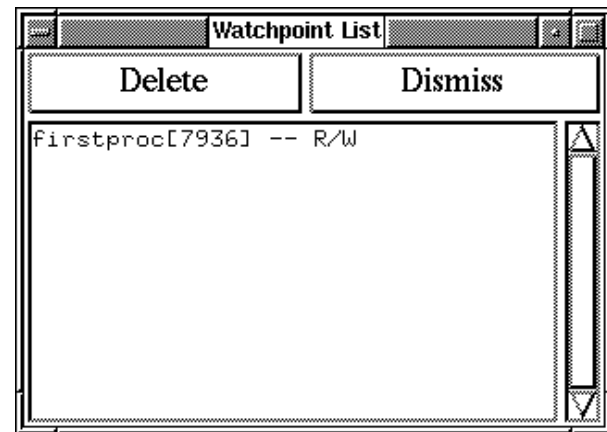 Watchpoint List
Delete
Dismiss
firstproc[7936] -- R/W